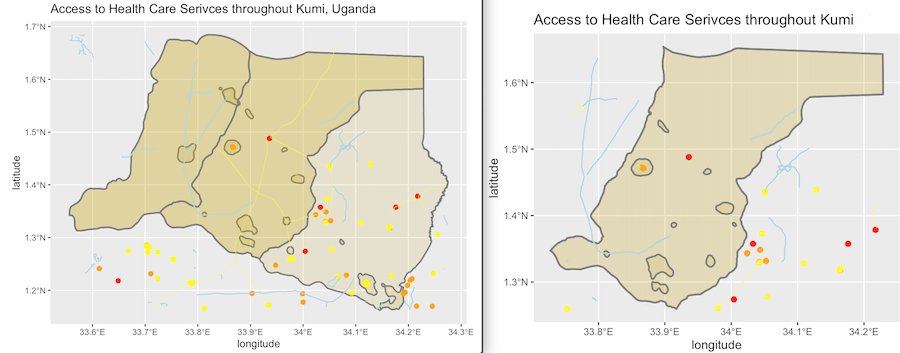 Access to Health Care Serivces throughout Kumi, Uganda
1.7°N
1.6°N
1.5°N
1.4°N
1.3°N
1.2°N
latitude
33.6°E 33.7°E 33.8°E 33.9°E 34°E 34.1°E 34.2°E 34.3°E
longitude
Access to Health Care Serivces throughout Kumi
1.6°N
1.5°N
1.4°N
1.3°N
latitude
33.8°E 33.9°E 34°E 34.1°E 34.2°E
longitude